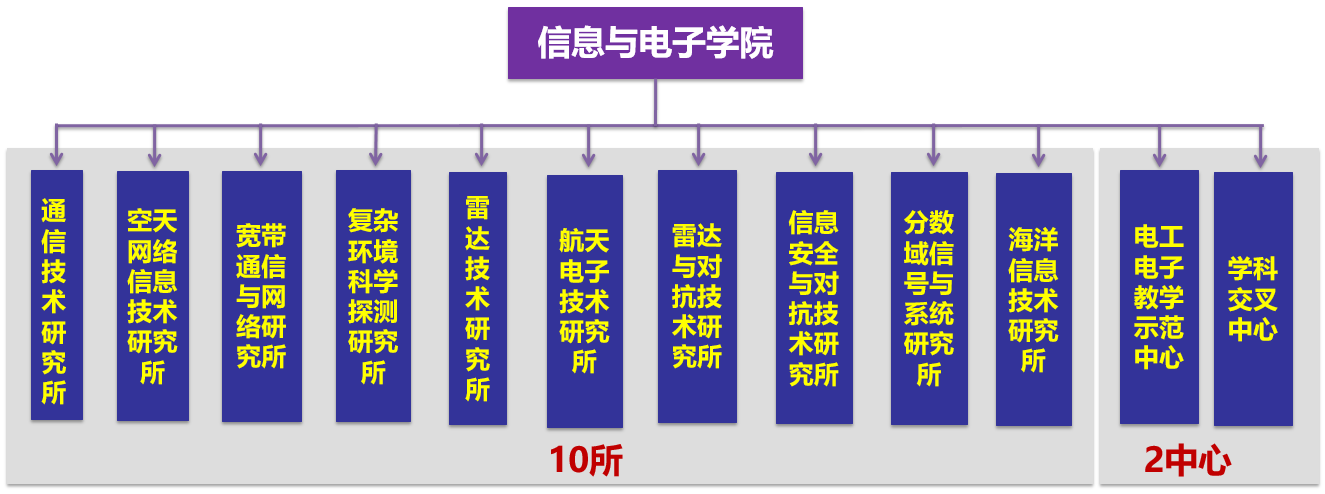 信息与电子学院
通
信
技
术
研
究
所
空天
网络
信息
技术
研究
所
宽带
通信
与网
络研
究所
复杂
环境
科学
探测
研究
所
雷
达
技
术
研
究
所
航天
电子
技术
研究
所
雷达
与对
抗技
术研
究所
信息
安全
与对
抗技
术研
究所
分数
域信
号与
系统
研究
所
海洋
信息
技术
研究
所
电工
电子
教学
示范
中心
学科
交叉
中心
10所
2中心